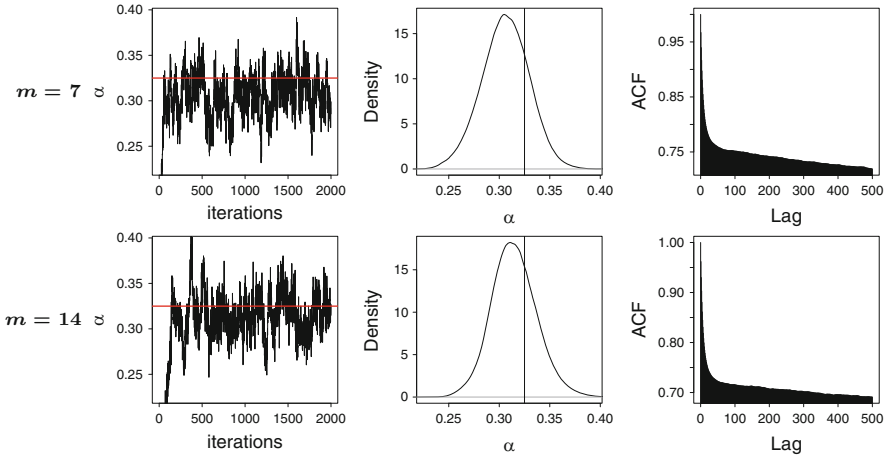 m = 7
α
0.40
0.35
0.30
0.25
0 500 1000 1500 2000
iterations
Density
15
10
5
0
0.25 0.30 0.35 0.40
α
ACF
0.95
0.85
0.75
0 100 200 300 400 500
Lag
m = 14
α
0.40
0.35
0.30
0.25
0 500 1000 1500 2000
iterations
Density
15
10
5
0
0.25 0.30 0.35 0.40
α
ACF
1.00
0.90
0.80
0.70
0 100 200 300 400 500
Lag